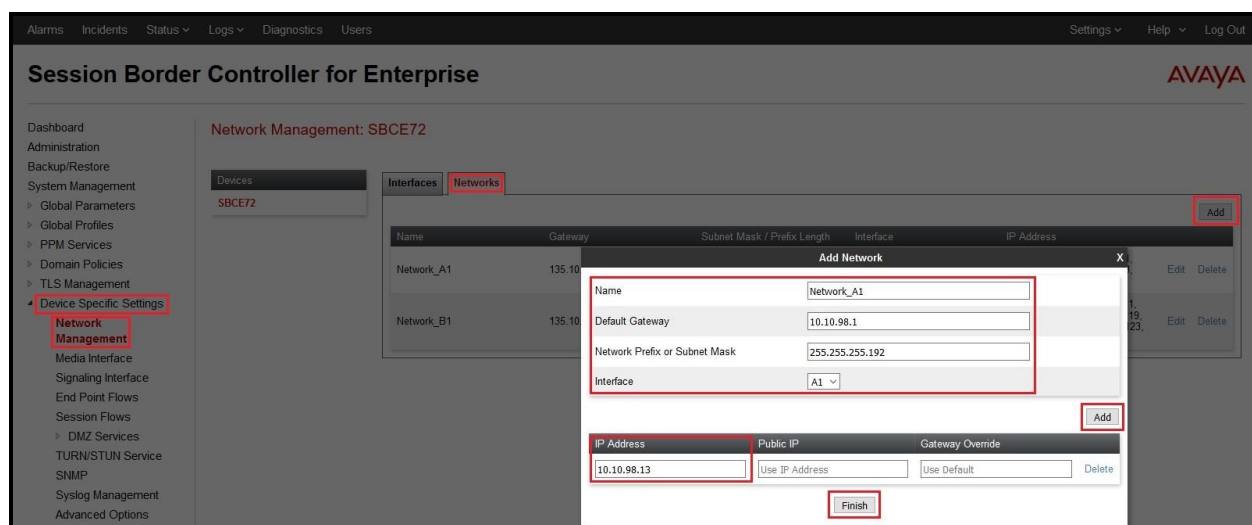 Alarms Incidents Status Logs Diagnostics Users Settings Help Log Out
Session Border Controller for Enterprise
AVAYA
Dashboard
Administration
Backup/Restore
System Management
Global Parameters
Global Profiles
PPM Services
Domain Policies
TLS Management
Device Specific Settings
Network
Management
Media Interface
Signaling Interface
End Point Flows
Session Flows
DMZ Services
TURN/STUN Service
SNMP
Syslog Management
Advanced Options
Network Management: SBCE72
Devices
SBCE72
Interfaces Networks
Add
Name Gateway Subnet Mask / Prefix Length Interface IP Address
Network_A1 135.10 Edit Delete
Network_B1 135.10 19, 23, Edit Delete
Add Network X
Name Network_A1
Default Gateway 10.10.98.1
Network Prefix or Subnet Mask 255.255.255.192
Interface A1
Add
IP Address Public IP Gateway Override
10.10.98.13 Use IP Address Use Default Delete
Finish